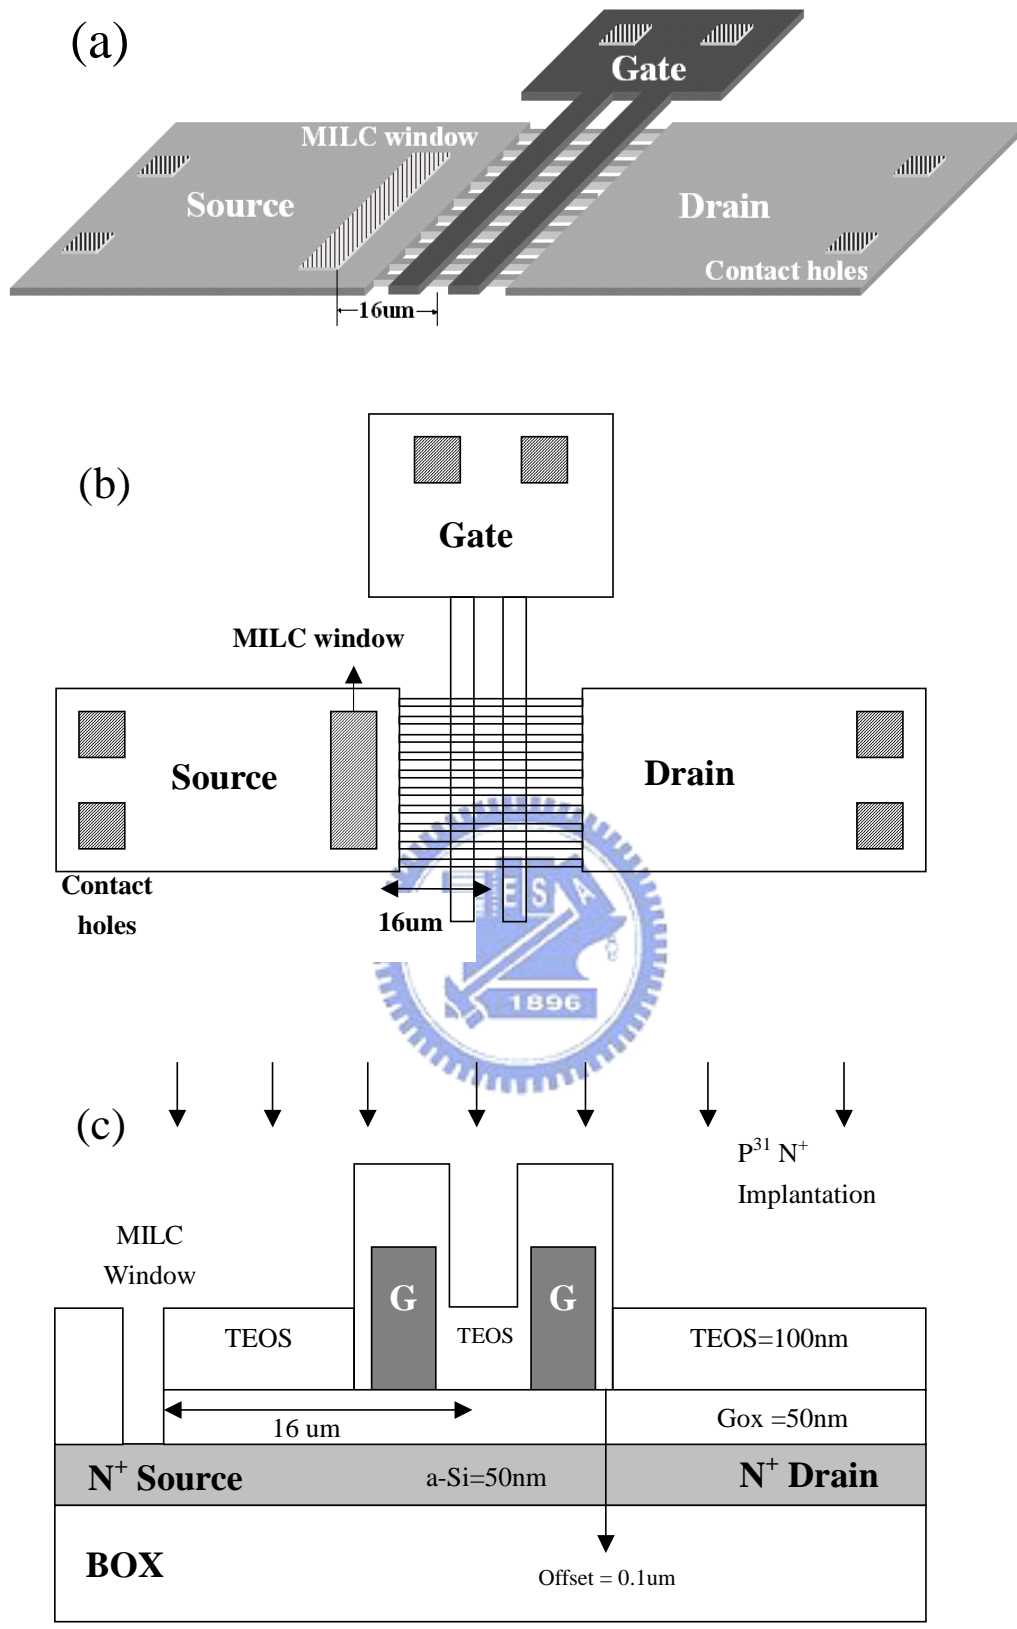 (a)
Gate
MILC window
Source
Drain
Contact holes
16um
(b)
Gate
MILC window
Source
Drain
Contact
holes
16um
E S A
1896
(c)
P³¹ N⁺
Implantation
MILC
Window
G
G
TEOS
TEOS
TEOS=100nm
16 um
Gox =50nm
N⁺ Source
a-Si=50nm
N⁺ Drain
BOX
Offset = 0.1um